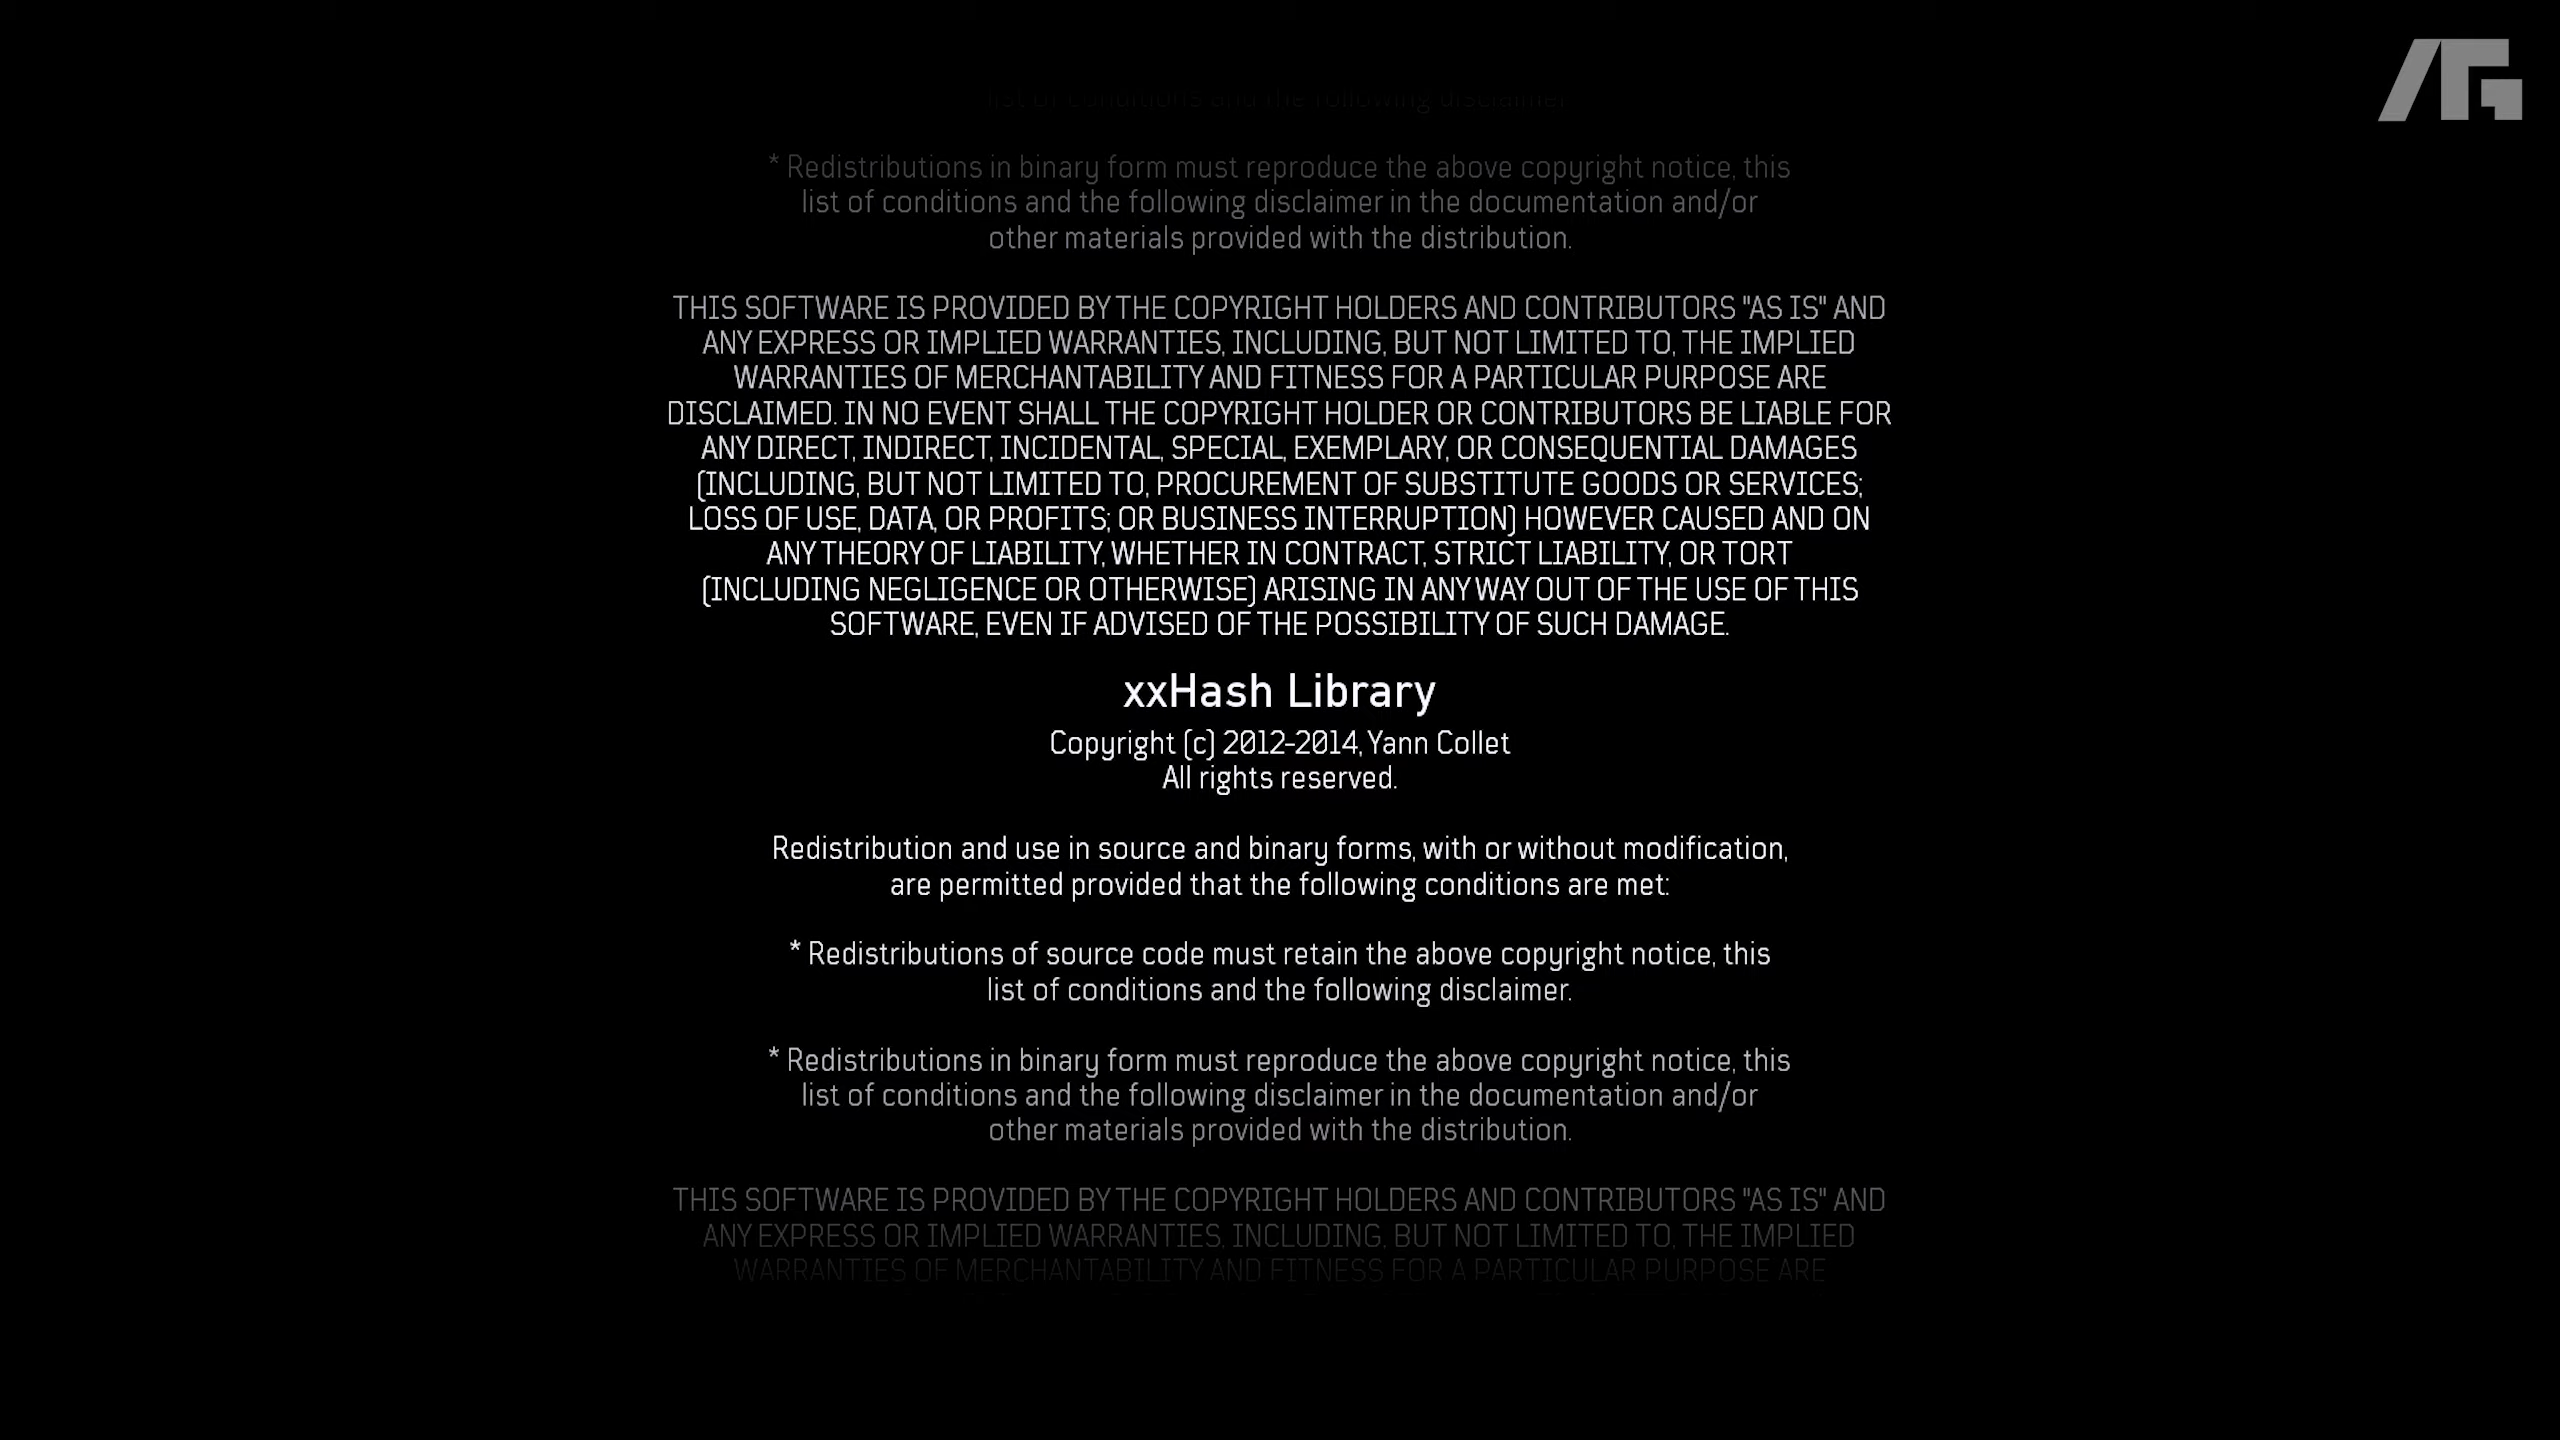 list of conditions and the following disclaimer
* Redistributions in binary form must reproduce the above copyright notice, this
list of conditions and the following disclaimer in the documentation and/or
other materials provided with the distribution.
THIS SOFTWARE IS PROVIDED BY THE COPYRIGHT HOLDERS AND CONTRIBUTORS "AS IS" AND
ANY EXPRESS OR IMPLIED WARRANTIES, INCLUDING, BUT NOT LIMITED TO, THE IMPLIED
WARRANTIES OF MERCHANTABILITY AND FITNESS FOR A PARTICULAR PURPOSE ARE
DISCLAIMED. IN NO EVENT SHALL THE COPYRIGHT HOLDER OR CONTRIBUTORS BE LIABLE FOR
ANY DIRECT, INDIRECT, INCIDENTAL, SPECIAL, EXEMPLARY, OR CONSEQUENTIAL DAMAGES
(INCLUDING, BUT NOT LIMITED TO, PROCUREMENT OF SUBSTITUTE GOODS OR SERVICES;
LOSS OF USE, DATA, OR PROFITS; OR BUSINESS INTERRUPTION) HOWEVER CAUSED AND ON
ANY THEORY OF LIABILITY, WHETHER IN CONTRACT, STRICT LIABILITY, OR TORT
(INCLUDING NEGLIGENCE OR OTHERWISE) ARISING IN ANY WAY OUT OF THE USE OF THIS
SOFTWARE, EVEN IF ADVISED OF THE POSSIBILITY OF SUCH DAMAGE.
xxHash Library
Copyright (c) 2012-2014, Yann Collet
All rights reserved.
Redistribution and use in source and binary forms, with or without modification,
are permitted provided that the following conditions are met:
* Redistributions of source code must retain the above copyright notice, this
list of conditions and the following disclaimer.
* Redistributions in binary form must reproduce the above copyright notice, this
list of conditions and the following disclaimer in the documentation and/or
other materials provided with the distribution.
THIS SOFTWARE IS PROVIDED BY THE COPYRIGHT HOLDERS AND CONTRIBUTORS "AS IS" AND
ANY EXPRESS OR IMPLIED WARRANTIES, INCLUDING, BUT NOT LIMITED TO, THE IMPLIED
WARRANTIES OF MERCHANTABILITY AND FITNESS FOR A PARTICULAR PURPOSE ARE